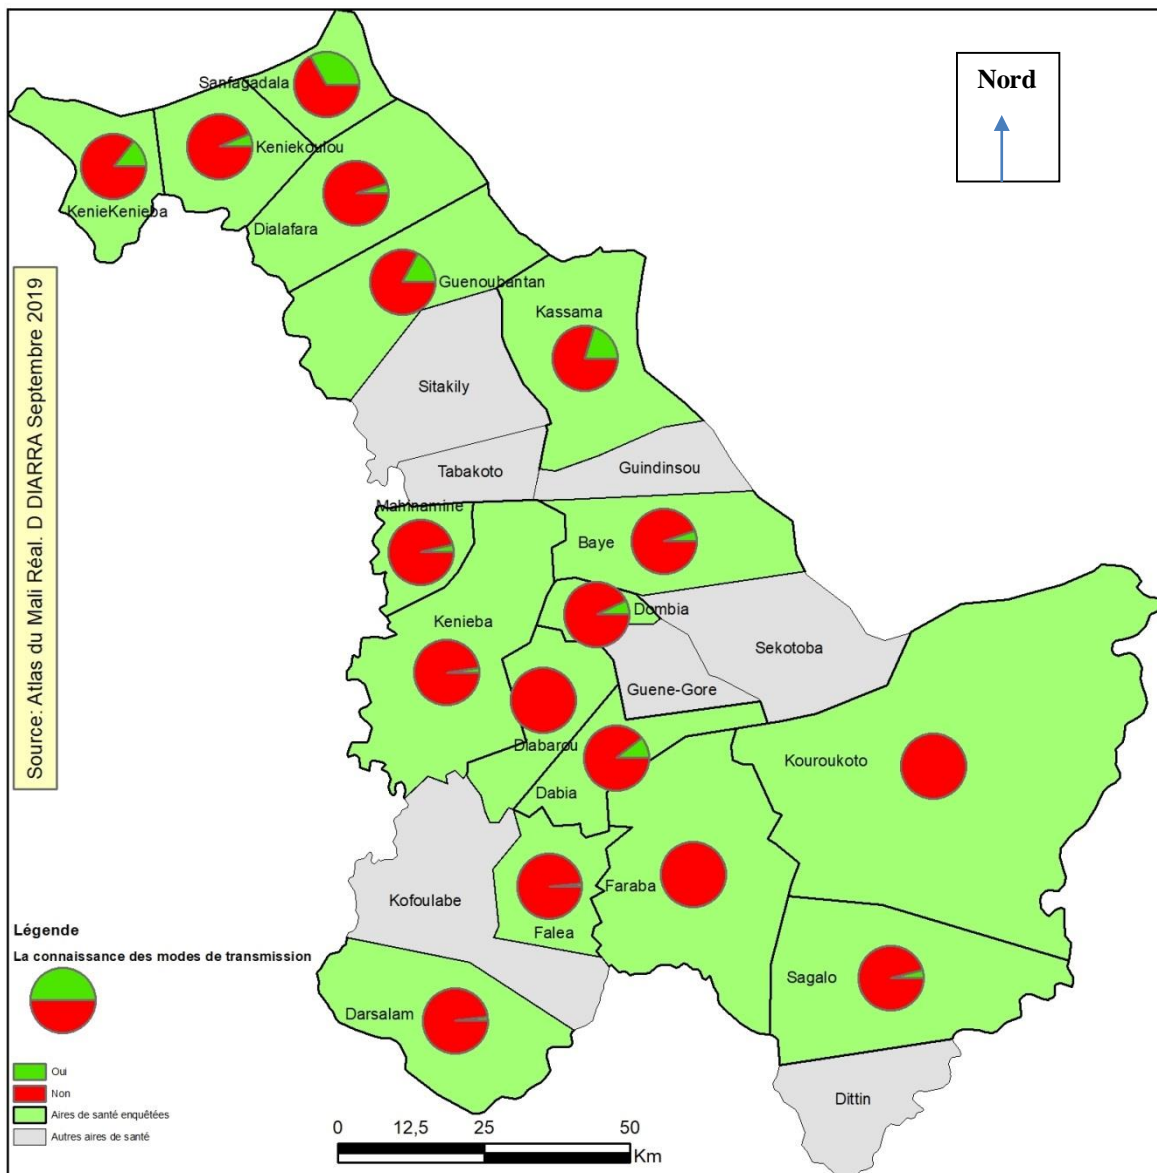 Nord
Sanfagadala
Keniekoulou
KenieKenieba
Dialafara
Guenoubantan
Kassama
Sitakily
Tabakoto
Guindinsou
Mahinamine
Baye
Kenieba
Dombia
Sekotoba
Guene-Gore
Diabarou
Kouroukoto
Dabia
Faraba
Kofoulabe
Falea
Sagalo
Darsalam
Dittin
Source: Atlas du Mali Réal. D DIARRA Septembre 2019
Légende
La connaissance des modes de transmission
Oui
Non
Aires de santé enquêtées
Autres aires de santé
0 12,5 25 50
Km